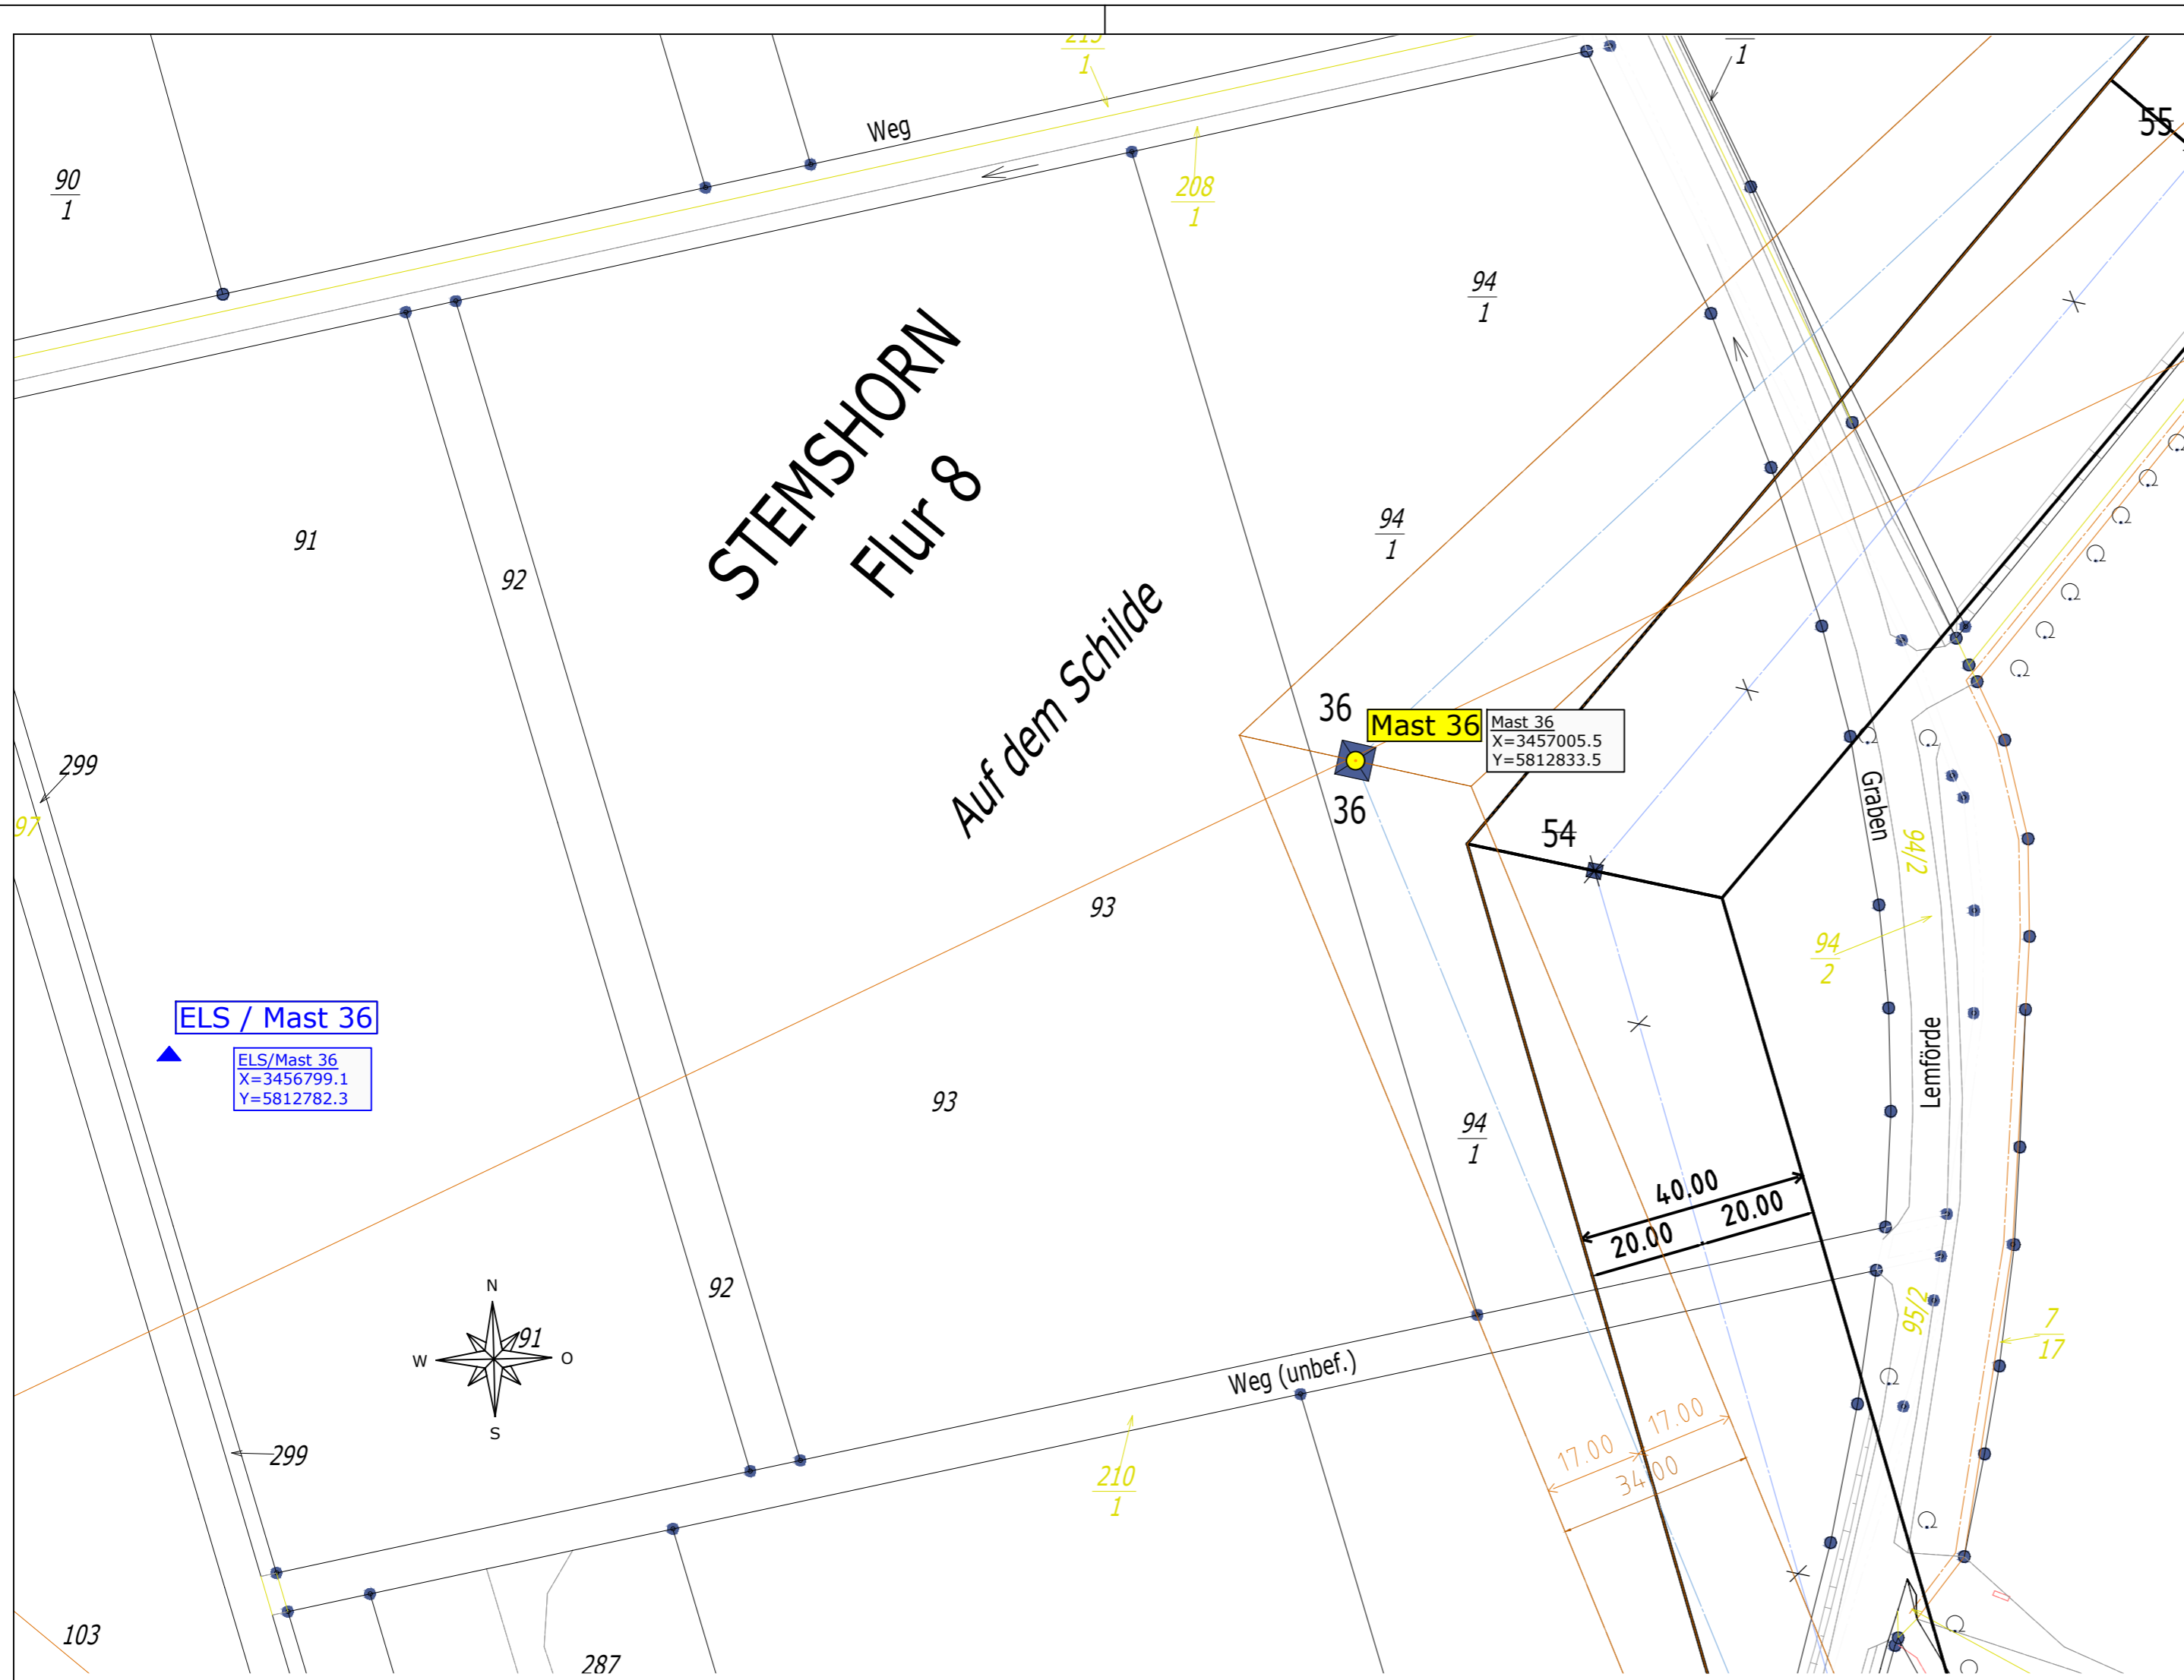 1
1
Weg
55
90
1
208
1
94
1
STEMSHORN
Flur 8
94
1
91
92
Auf dem Schilde
36
Mast 36
Mast 36
X=3457005.5
Y=5812833.5
299
36
97
54
Graben
94/2
93
94
2
ELS / Mast 36
ELS/Mast 36
X=3456799.1
Y=5812782.3
Lemförde
93
94
1
40.00
20.00
20.00
92
N
W
O
S
91
95/2
7
17
Weg (unbef.)
17.00
17.00
34.00
299
210
1
103
287